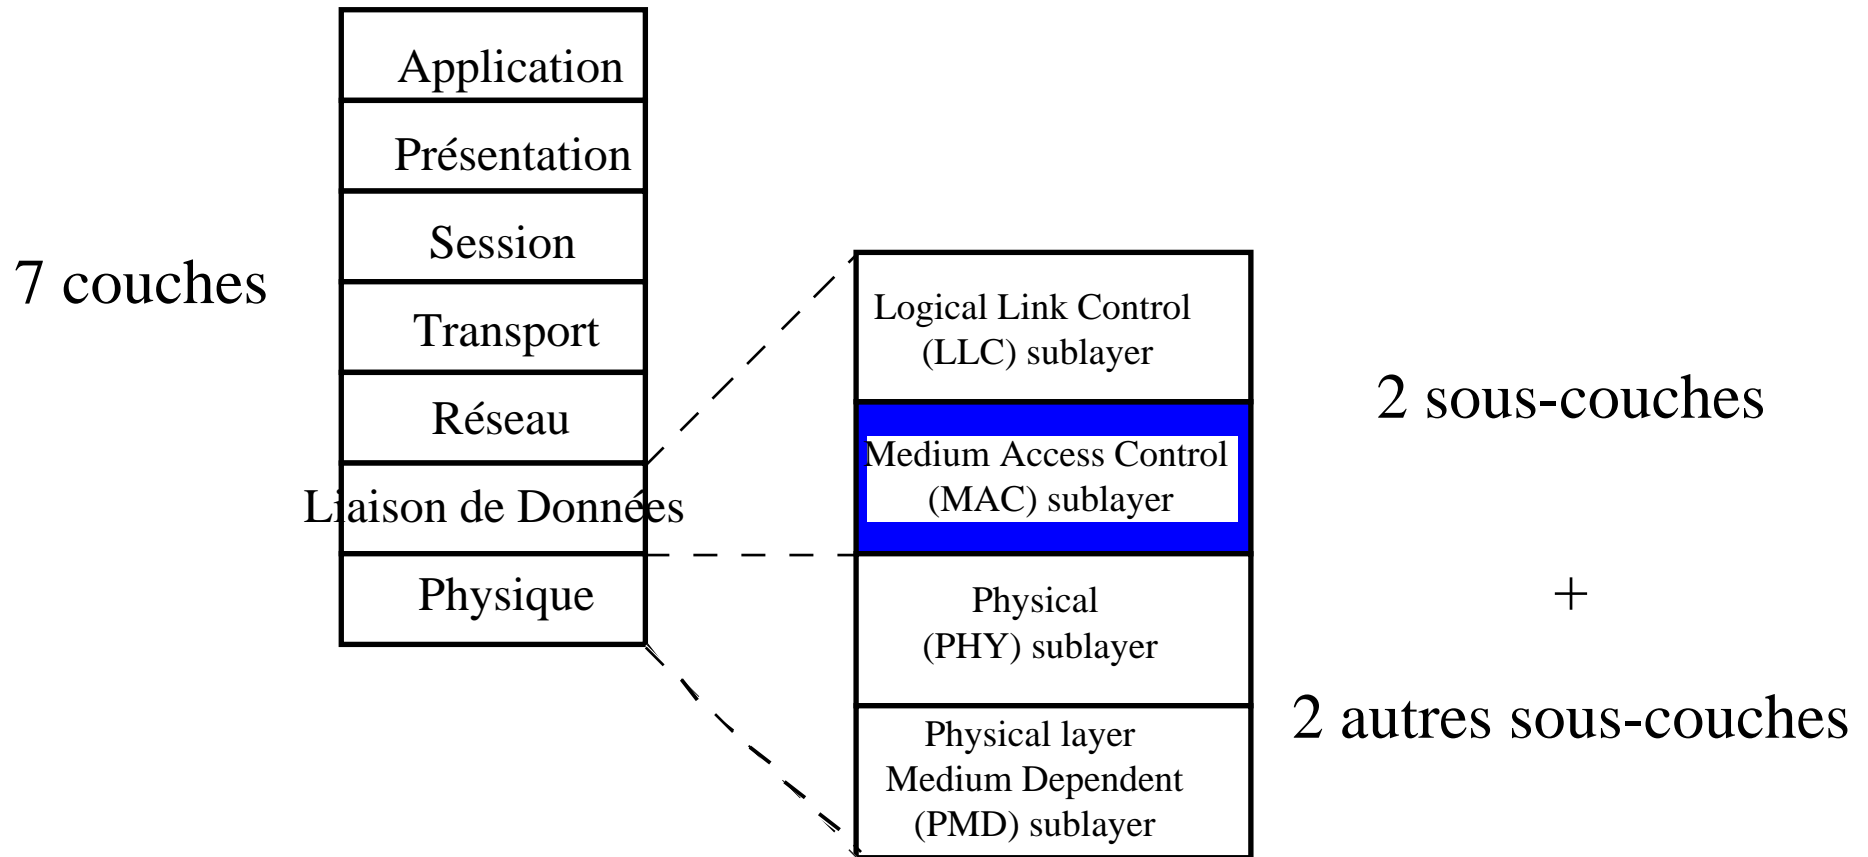 Application
Présentation
Session
Transport
Réseau
Liaison de Données
Physique
7 couches
Logical Link Control
(LLC) sublayer
Medium Access Control
(MAC) sublayer
Physical
(PHY) sublayer
Physical layer
Medium Dependent
(PMD) sublayer
2 sous-couches
+
2 autres sous-couches